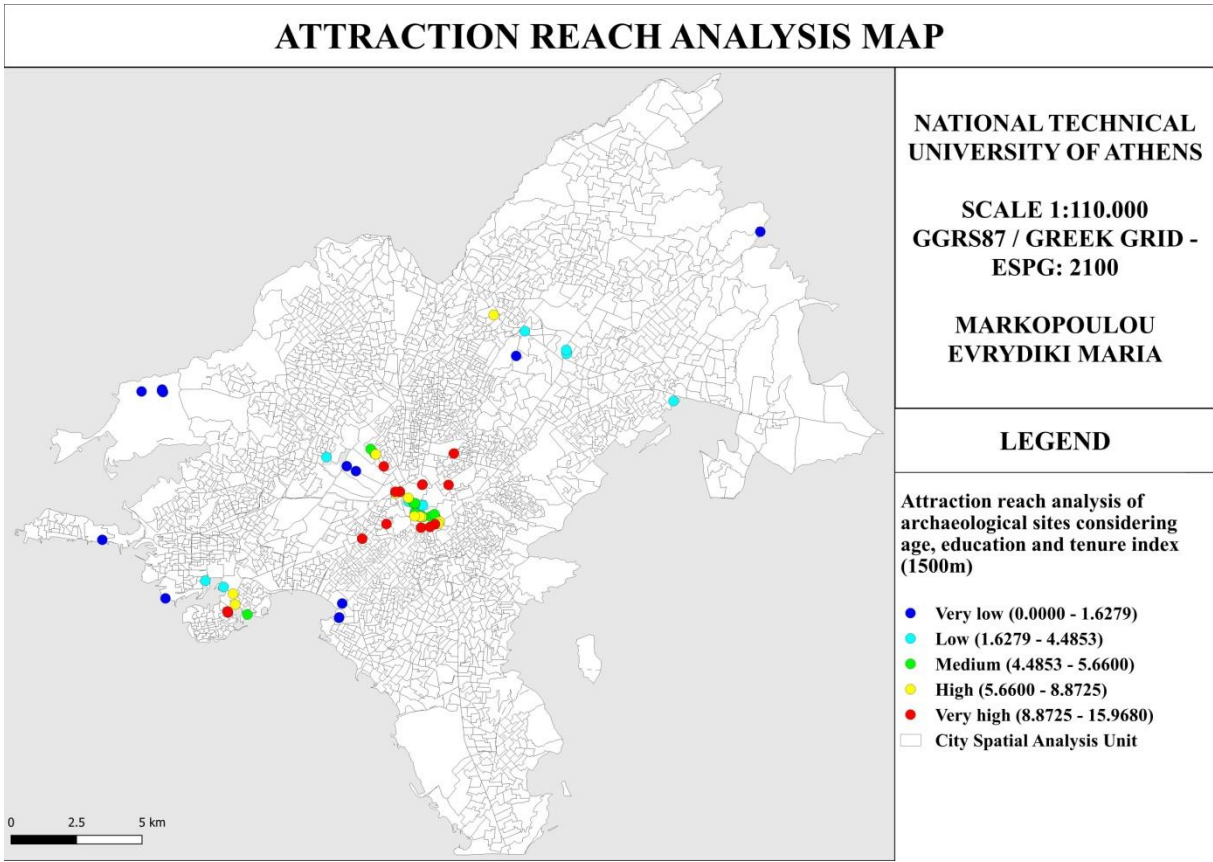 ATTRACTION REACH ANALYSIS MAP
NATIONAL TECHNICAL
UNIVERSITY OF ATHENS
SCALE 1:110.000
GGRS87 / GREEK GRID -
ESPG: 2100
MARKOPOULOU
EVRYDIKI MARIA
LEGEND
Attraction reach analysis of
archaeological sites considering
age, education and tenure index
(1500m)
Very low (0.0000 - 1.6279)
Low (1.6279 - 4.4853)
Medium (4.4853 - 5.6600)
High (5.6600 - 8.8725)
Very high (8.8725 - 15.9680)
City Spatial Analysis Unit
0 2.5 5 km